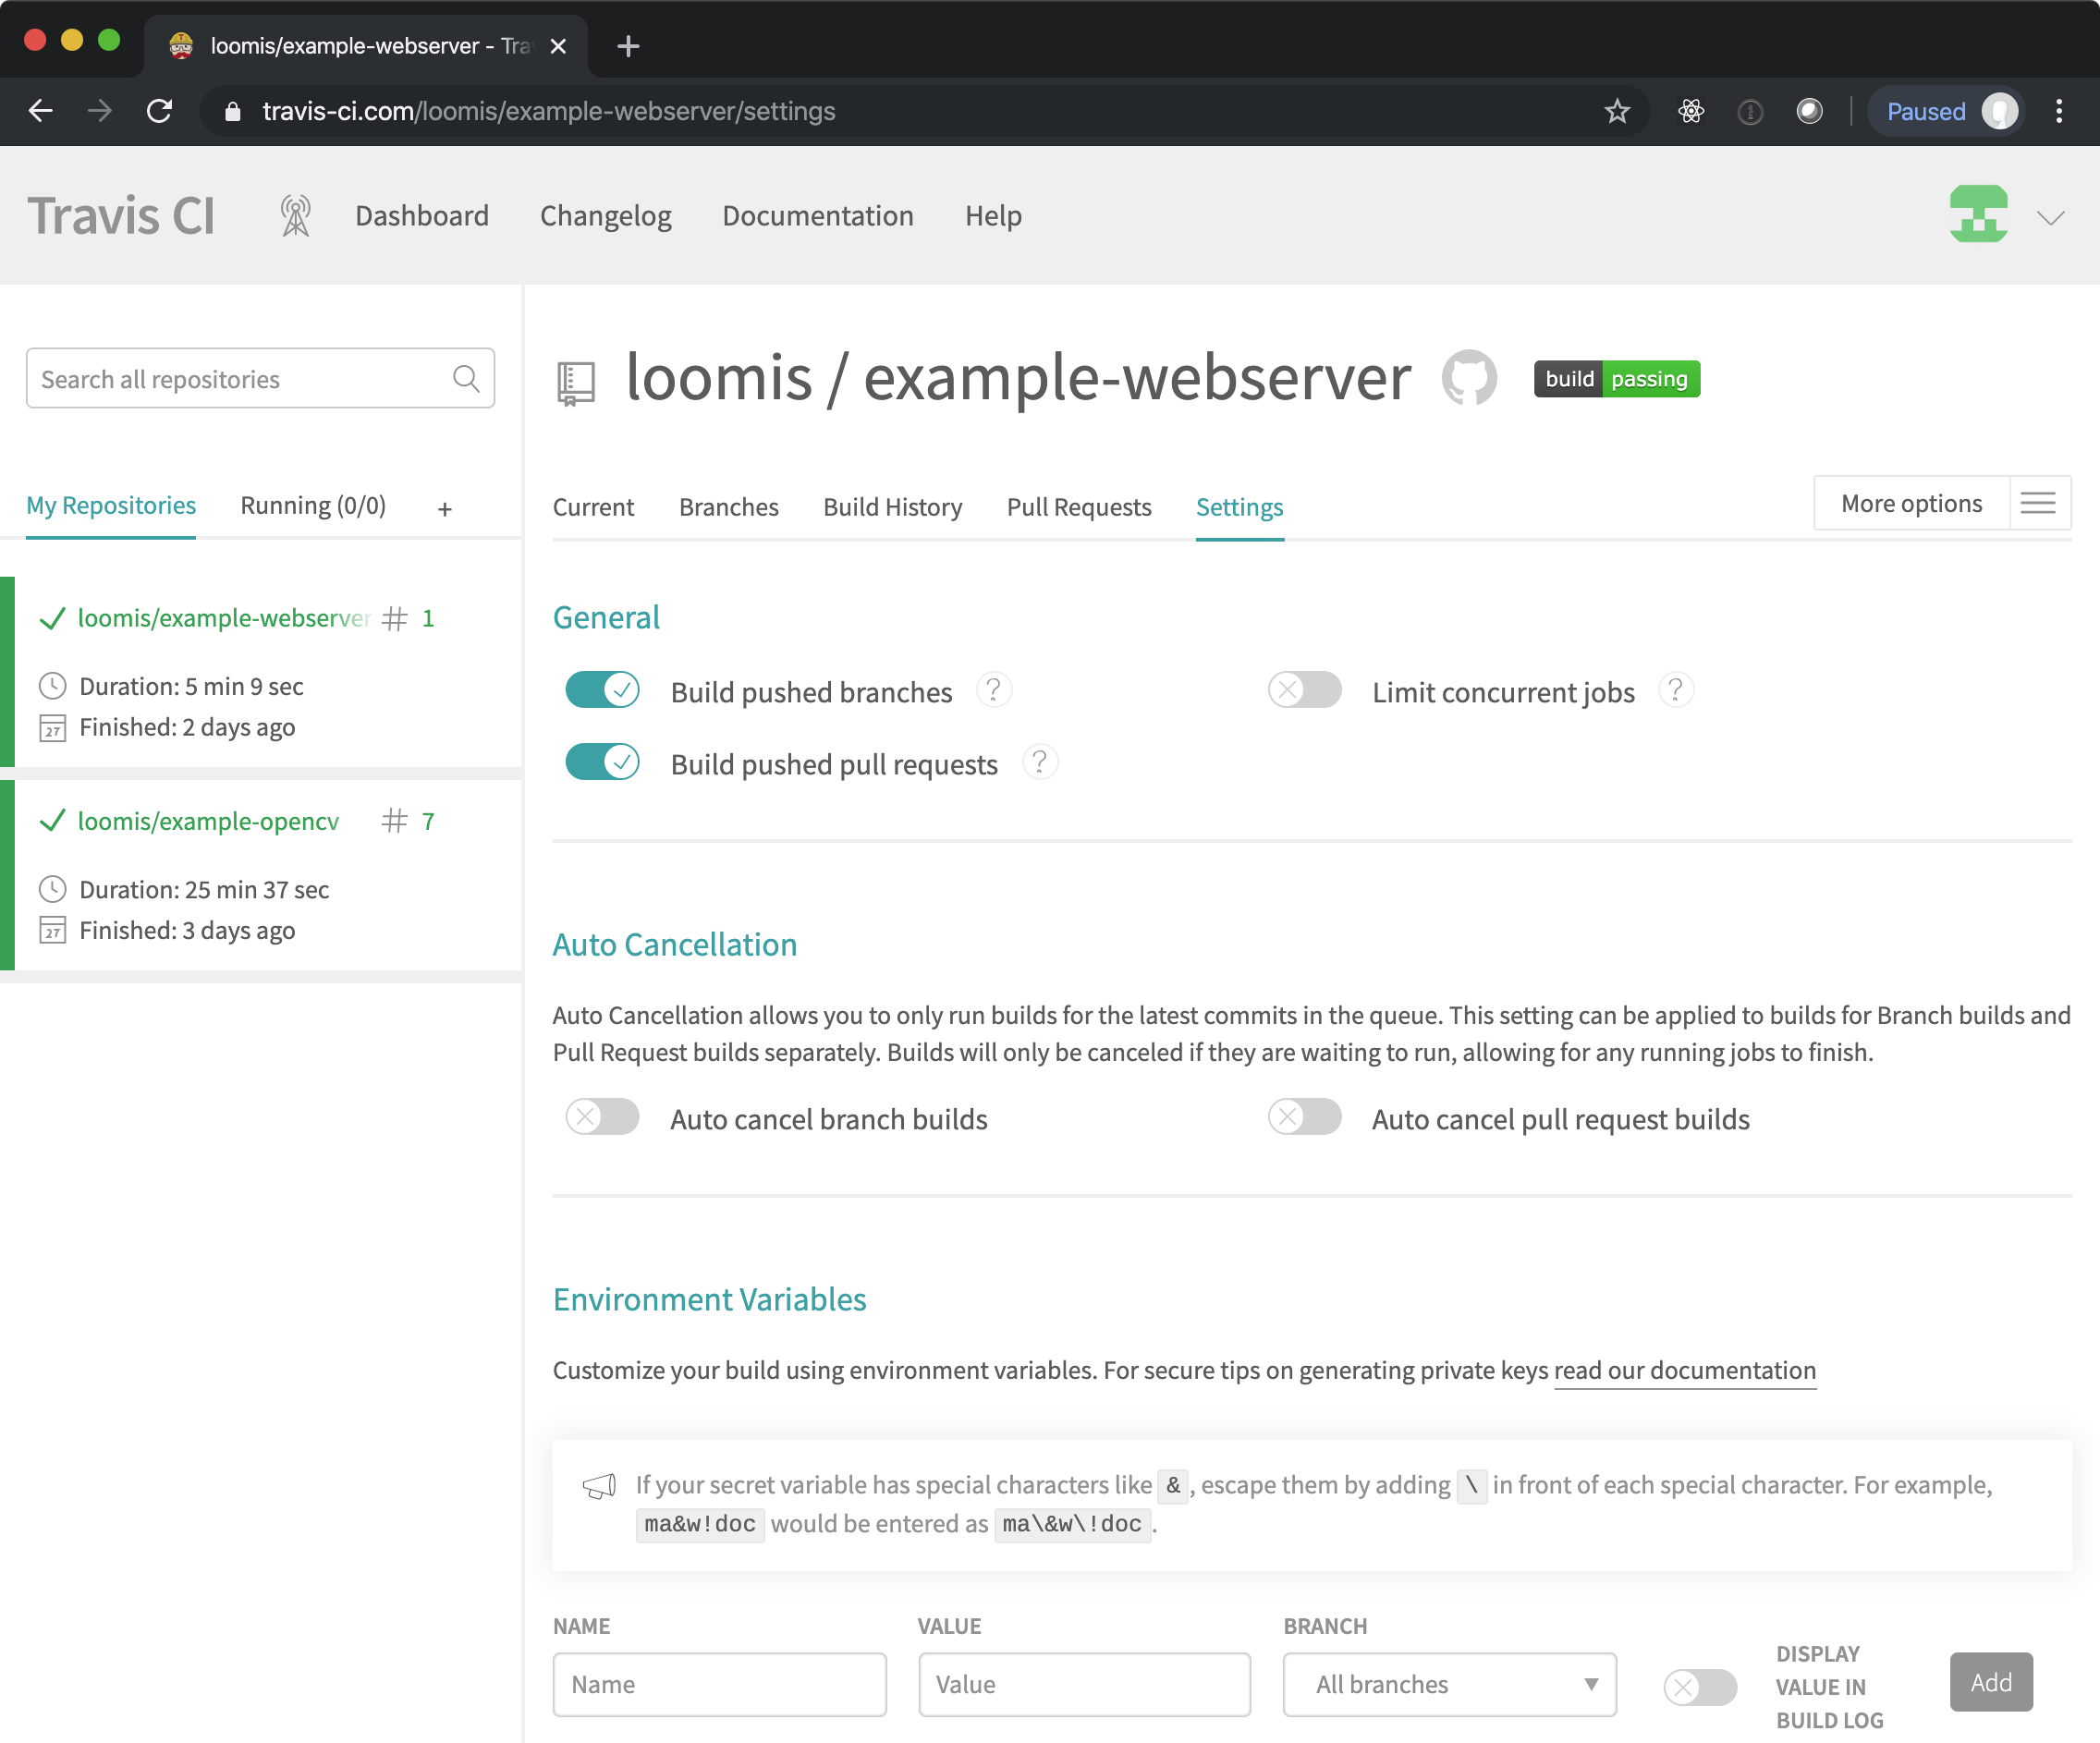 loomis/example-webserver - Tra
travis-ci.com/loomis/example-webserver/settings
Paused
Travis CI
Dashboard
Changelog
Documentation
Help
Search all repositories
loomis / example-webserver
build passing
My Repositories
Running (0/0)
+
Current
Branches
Build History
Pull Requests
Settings
More options
loomis/example-webserver # 1
Duration: 5 min 9 sec
27 Finished: 2 days ago
loomis/example-opencv # 7
Duration: 25 min 37 sec
27 Finished: 3 days ago
General
Build pushed branches ?
Limit concurrent jobs ?
Build pushed pull requests ?
Auto Cancellation
Auto Cancellation allows you to only run builds for the latest commits in the queue. This setting can be applied to builds for Branch builds and
Pull Request builds separately. Builds will only be canceled if they are waiting to run, allowing for any running jobs to finish.
Auto cancel branch builds
Auto cancel pull request builds
Environment Variables
Customize your build using environment variables. For secure tips on generating private keys read our documentation
If your secret variable has special characters like &, escape them by adding \ in front of each special character. For example,
ma&w!doc would be entered as ma\&w\!doc.
NAME
VALUE
BRANCH
Name
Value
All branches
DISPLAY
VALUE IN
BUILD LOG
Add